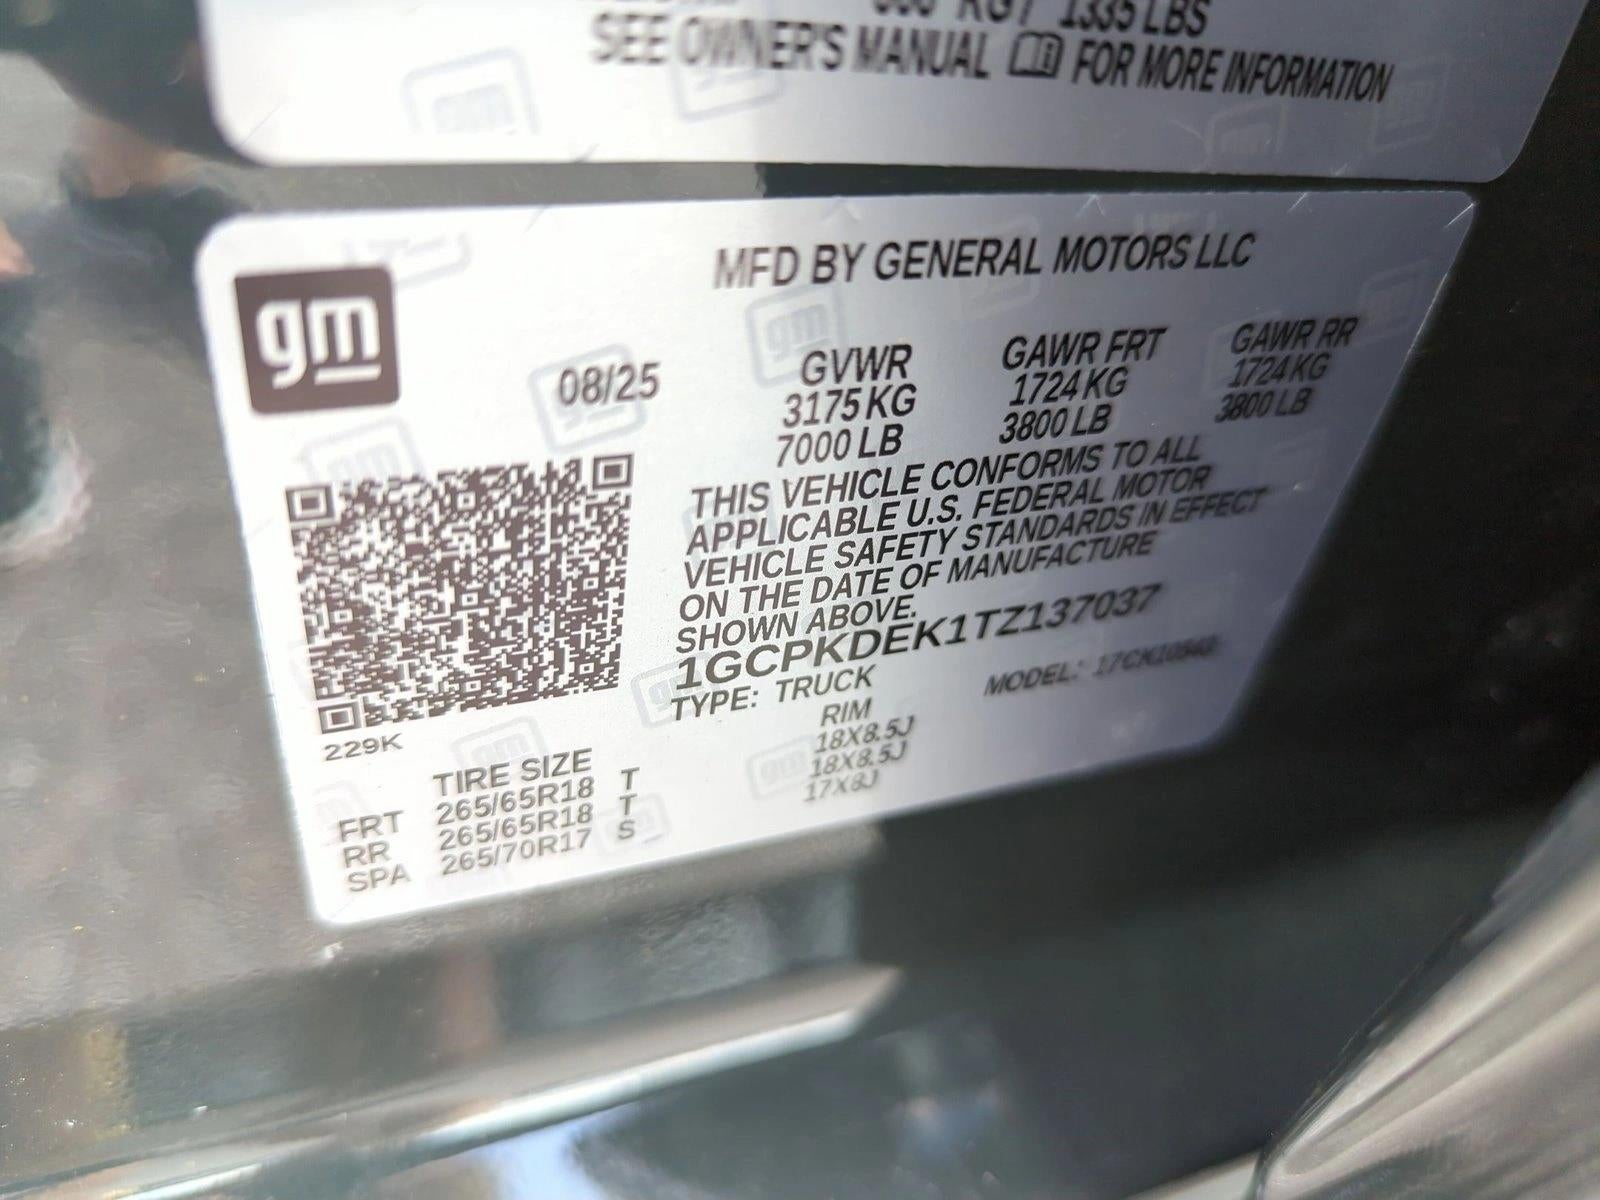 KG / 1335 LBS
SEE OWNER'S MANUAL FOR MORE INFORMATION
gm
MFD BY GENERAL MOTORS LLC
08/25
GVWR GAWR FRT GAWR RR
3175 KG 1724 KG 1724 KG
7000 LB 3800 LB 3800 LB
THIS VEHICLE CONFORMS TO ALL
APPLICABLE U.S. FEDERAL MOTOR
VEHICLE SAFETY STANDARDS IN EFFECT
ON THE DATE OF MANUFACTURE
SHOWN ABOVE.
1GCPKDEK1TZ137037
TYPE: TRUCK MODEL:
229K
TIRE SIZE RIM
FRT 265/65R18 T 18X8.5J
RR 265/65R18 T 18X8.5J
SPA 265/70R17 S 17X8J